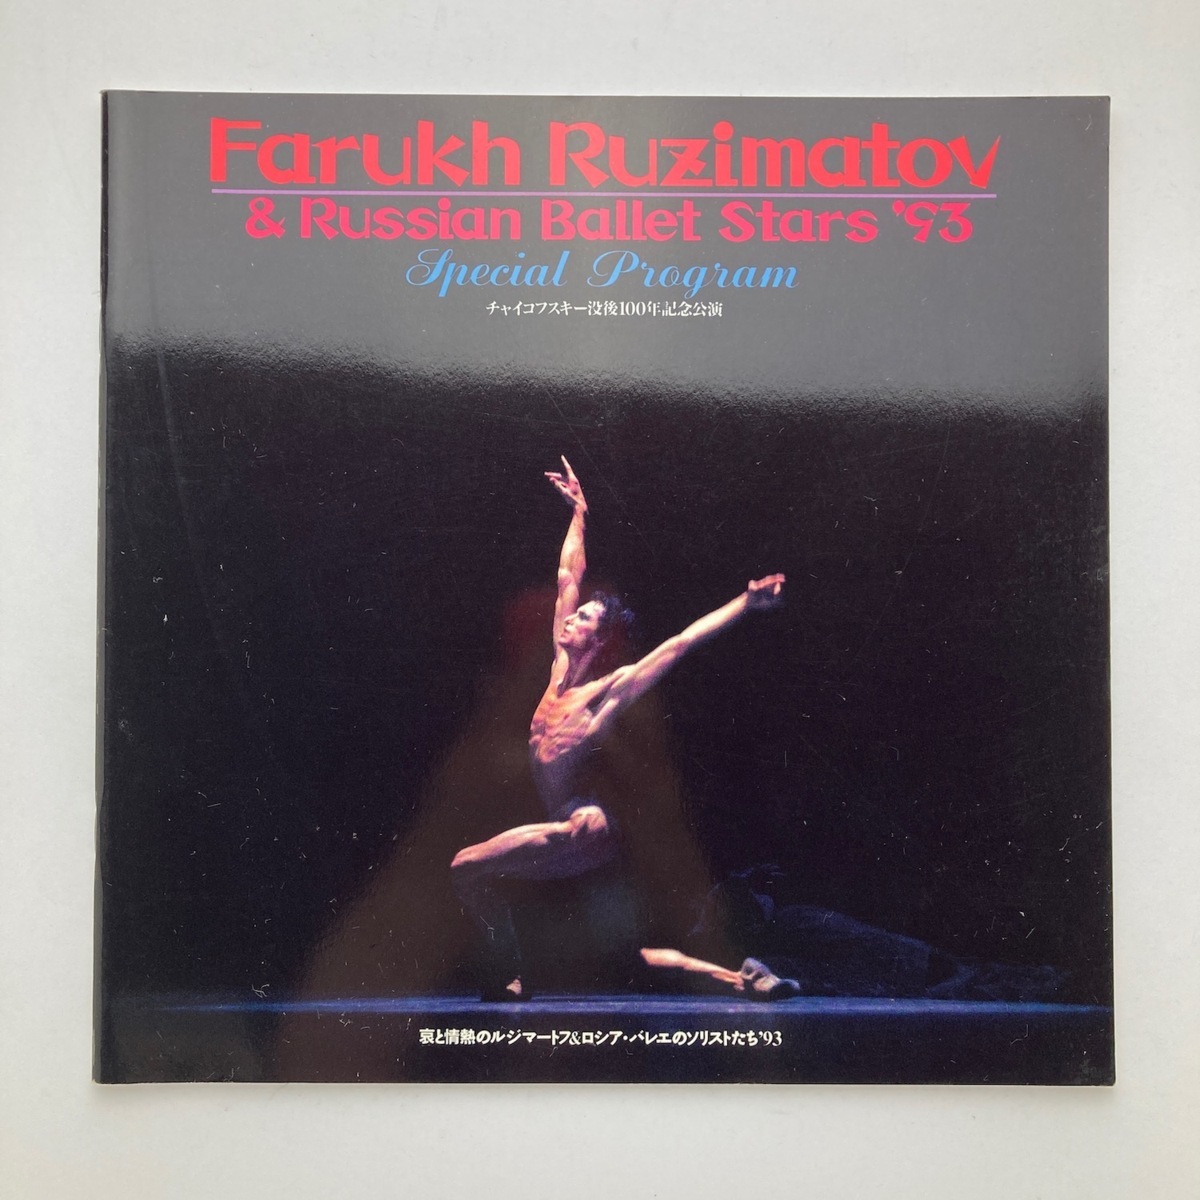 Farukh Ruzimatov
& Russian Ballet Stars '93
Special Program
チャイコフスキー没後100年記念公演
哀と情熱のルジマートフ&ロシア・バレエのソリストたち'93